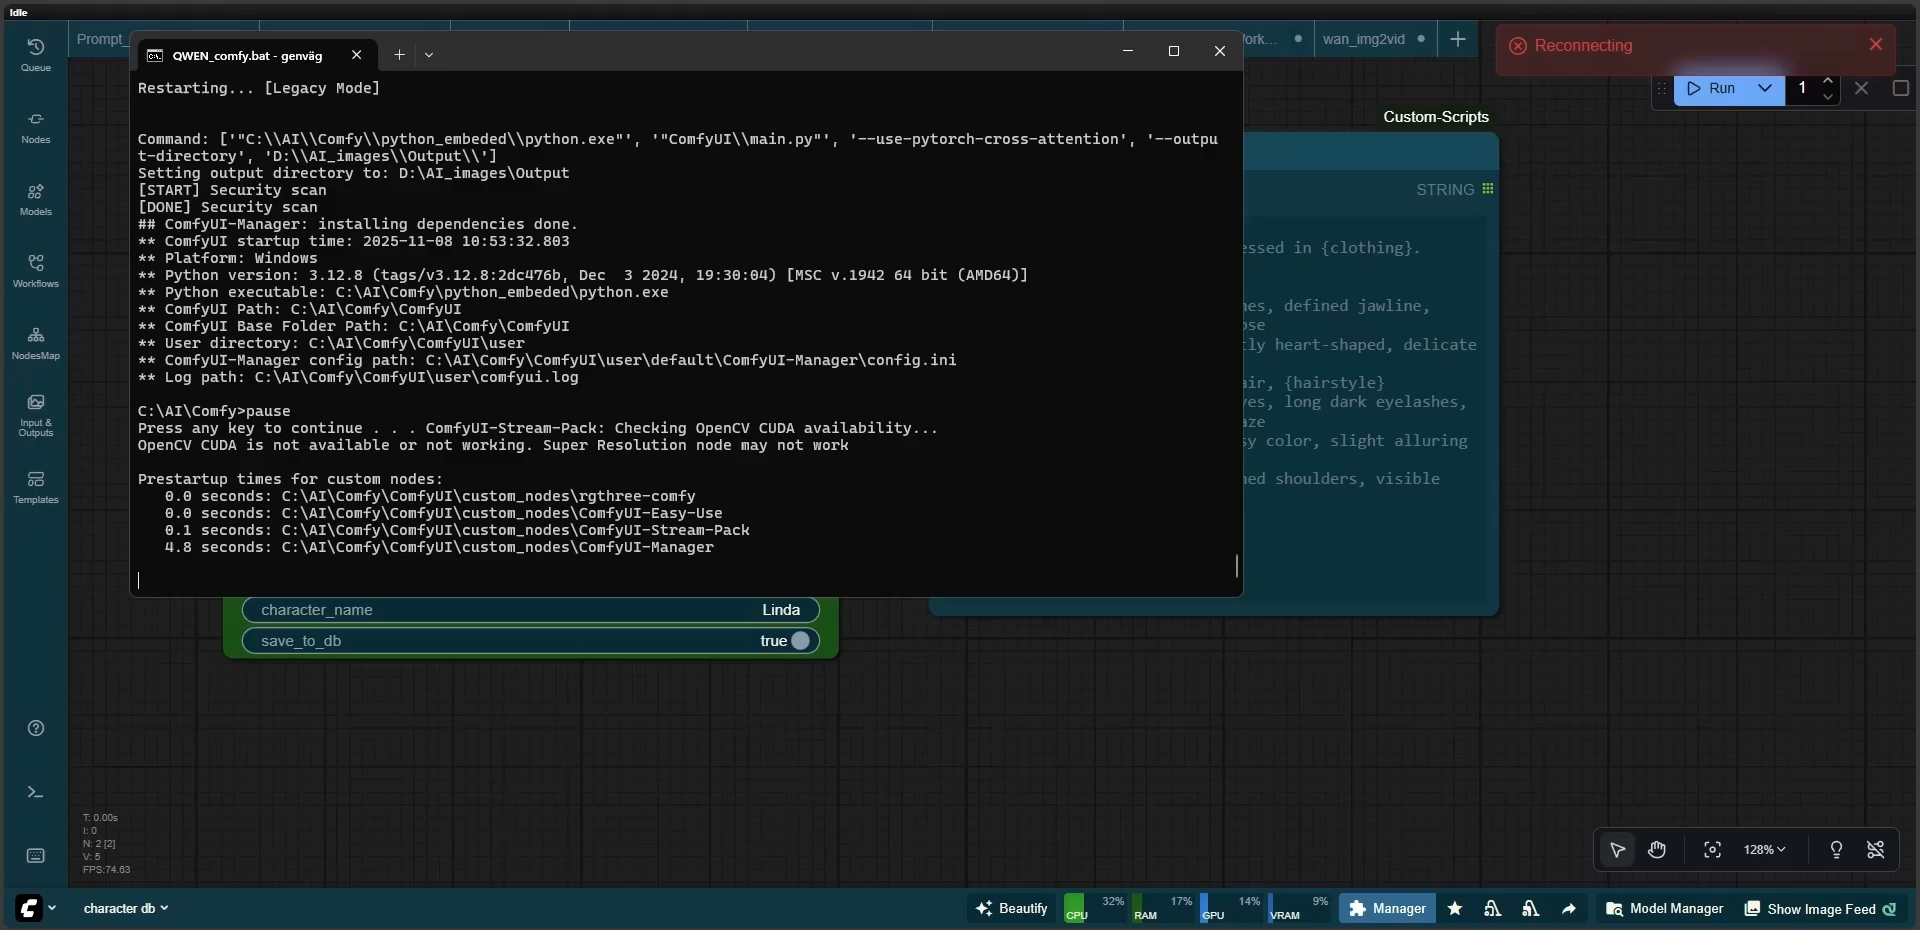 Idle
Prompt_
QWEN_comfy.bat - genväg
ork...
wan_img2vid
Reconnecting
Run
1
Queue
Nodes
Models
Workflows
NodesMap
Input &
Outputs
Templates
Restarting... [Legacy Mode]
Command: ['"C:\\AI\\Comfy\\python_embeded\\python.exe"', '"ComfyUI\\main.py"', '--use-pytorch-cross-attention', '--outpu
t-directory', 'D:\\AI_images\\Output\\']
Setting output directory to: D:\AI_images\Output
[START] Security scan
[DONE] Security scan
## ComfyUI-Manager: installing dependencies done.
** ComfyUI startup time: 2025-11-08 10:53:32.803
** Platform: Windows
** Python version: 3.12.8 (tags/v3.12.8:2dc476b, Dec  3 2024, 19:30:04) [MSC v.1942 64 bit (AMD64)]
** Python executable: C:\AI\Comfy\python_embeded\python.exe
** ComfyUI Path: C:\AI\Comfy\ComfyUI
** ComfyUI Base Folder Path: C:\AI\Comfy\ComfyUI
** User directory: C:\AI\Comfy\ComfyUI\user
** ComfyUI-Manager config path: C:\AI\Comfy\ComfyUI\user\default\ComfyUI-Manager\config.ini
** Log path: C:\AI\Comfy\ComfyUI\user\comfyui.log
C:\AI\Comfy>pause
Press any key to continue . . . ComfyUI-Stream-Pack: Checking OpenCV CUDA availability...
OpenCV CUDA is not available or not working. Super Resolution node may not work
Prestartup times for custom nodes:
0.0 seconds: C:\AI\Comfy\ComfyUI\custom_nodes\rgthree-comfy
0.0 seconds: C:\AI\Comfy\ComfyUI\custom_nodes\ComfyUI-Easy-Use
0.1 seconds: C:\AI\Comfy\ComfyUI\custom_nodes\ComfyUI-Stream-Pack
4.8 seconds: C:\AI\Comfy\ComfyUI\custom_nodes\ComfyUI-Manager
Custom-Scripts
STRING
essed in {clothing}.
nes, defined jawline,
ose
tly heart-shaped, delicate
air, {hairstyle}
yes, long dark eyelashes,
aze
sy color, slight alluring
ned shoulders, visible
character_name Linda
save_to_db true
T: 0.00s
I: 0
N: 2 [2]
V: 5
FPS:74.63
128%
character db
Beautify
CPU 32%
RAM 17%
GPU 14%
VRAM 9%
Manager
Model Manager
Show Image Feed